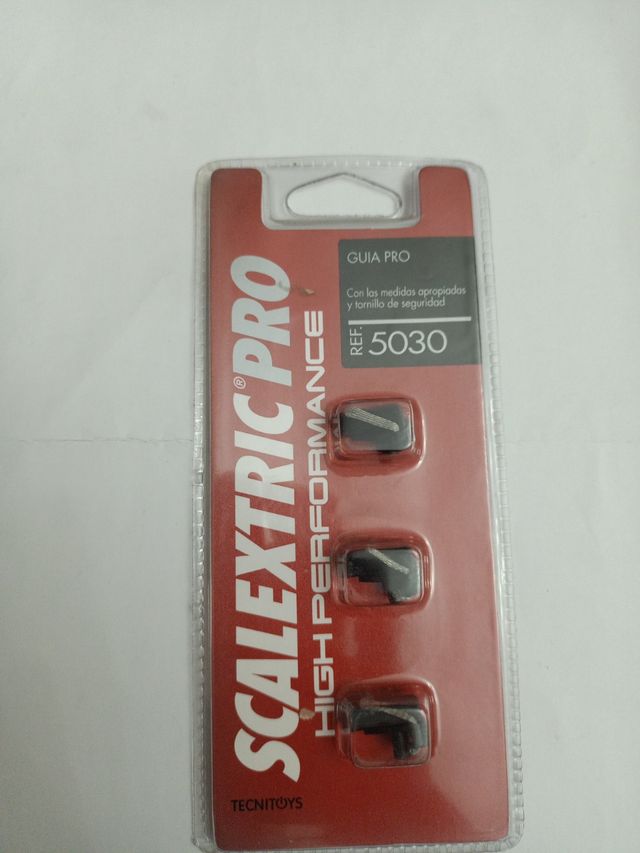 GUIA PRO
Con las medidas apropiadas
y tornillo de seguridad
REF. 5030
SCALEXTRIC® PRO
HIGH PERFORMANCE
TECNITOYS